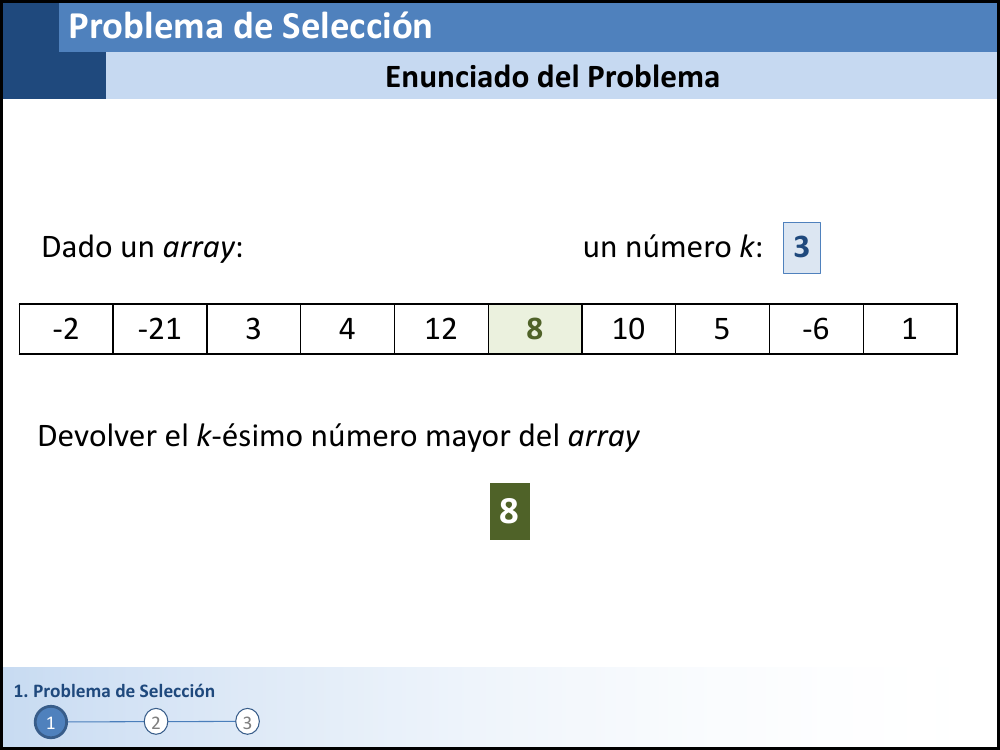 Problema de Selección
Enunciado del Problema
Dado un array: un número k: 3
-2 -21 3 4 12 8 10 5 -6 1
Devolver el k-ésimo número mayor del array
8
1. Problema de Selección
1 2 3